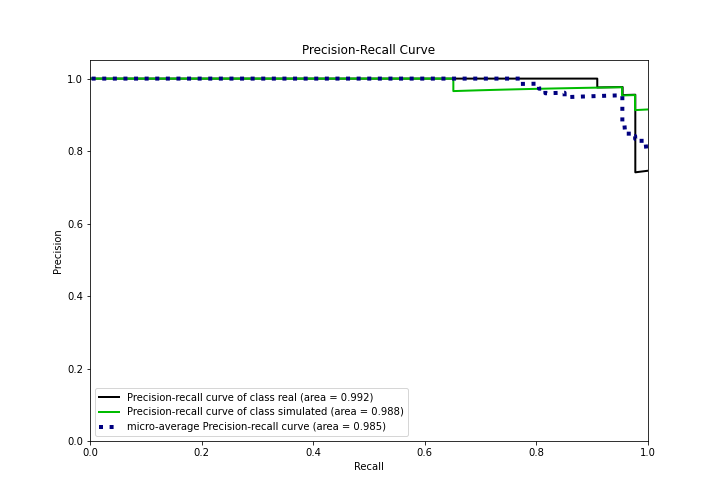 Precision-Recall Curve
1.0
0.8
0.6
0.4
0.2
0.0
Precision
Precision-recall curve of class real (area = 0.992)
Precision-recall curve of class simulated (area = 0.988)
micro-average Precision-recall curve (area = 0.985)
0.0 0.2 0.4 0.6 0.8 1.0
Recall